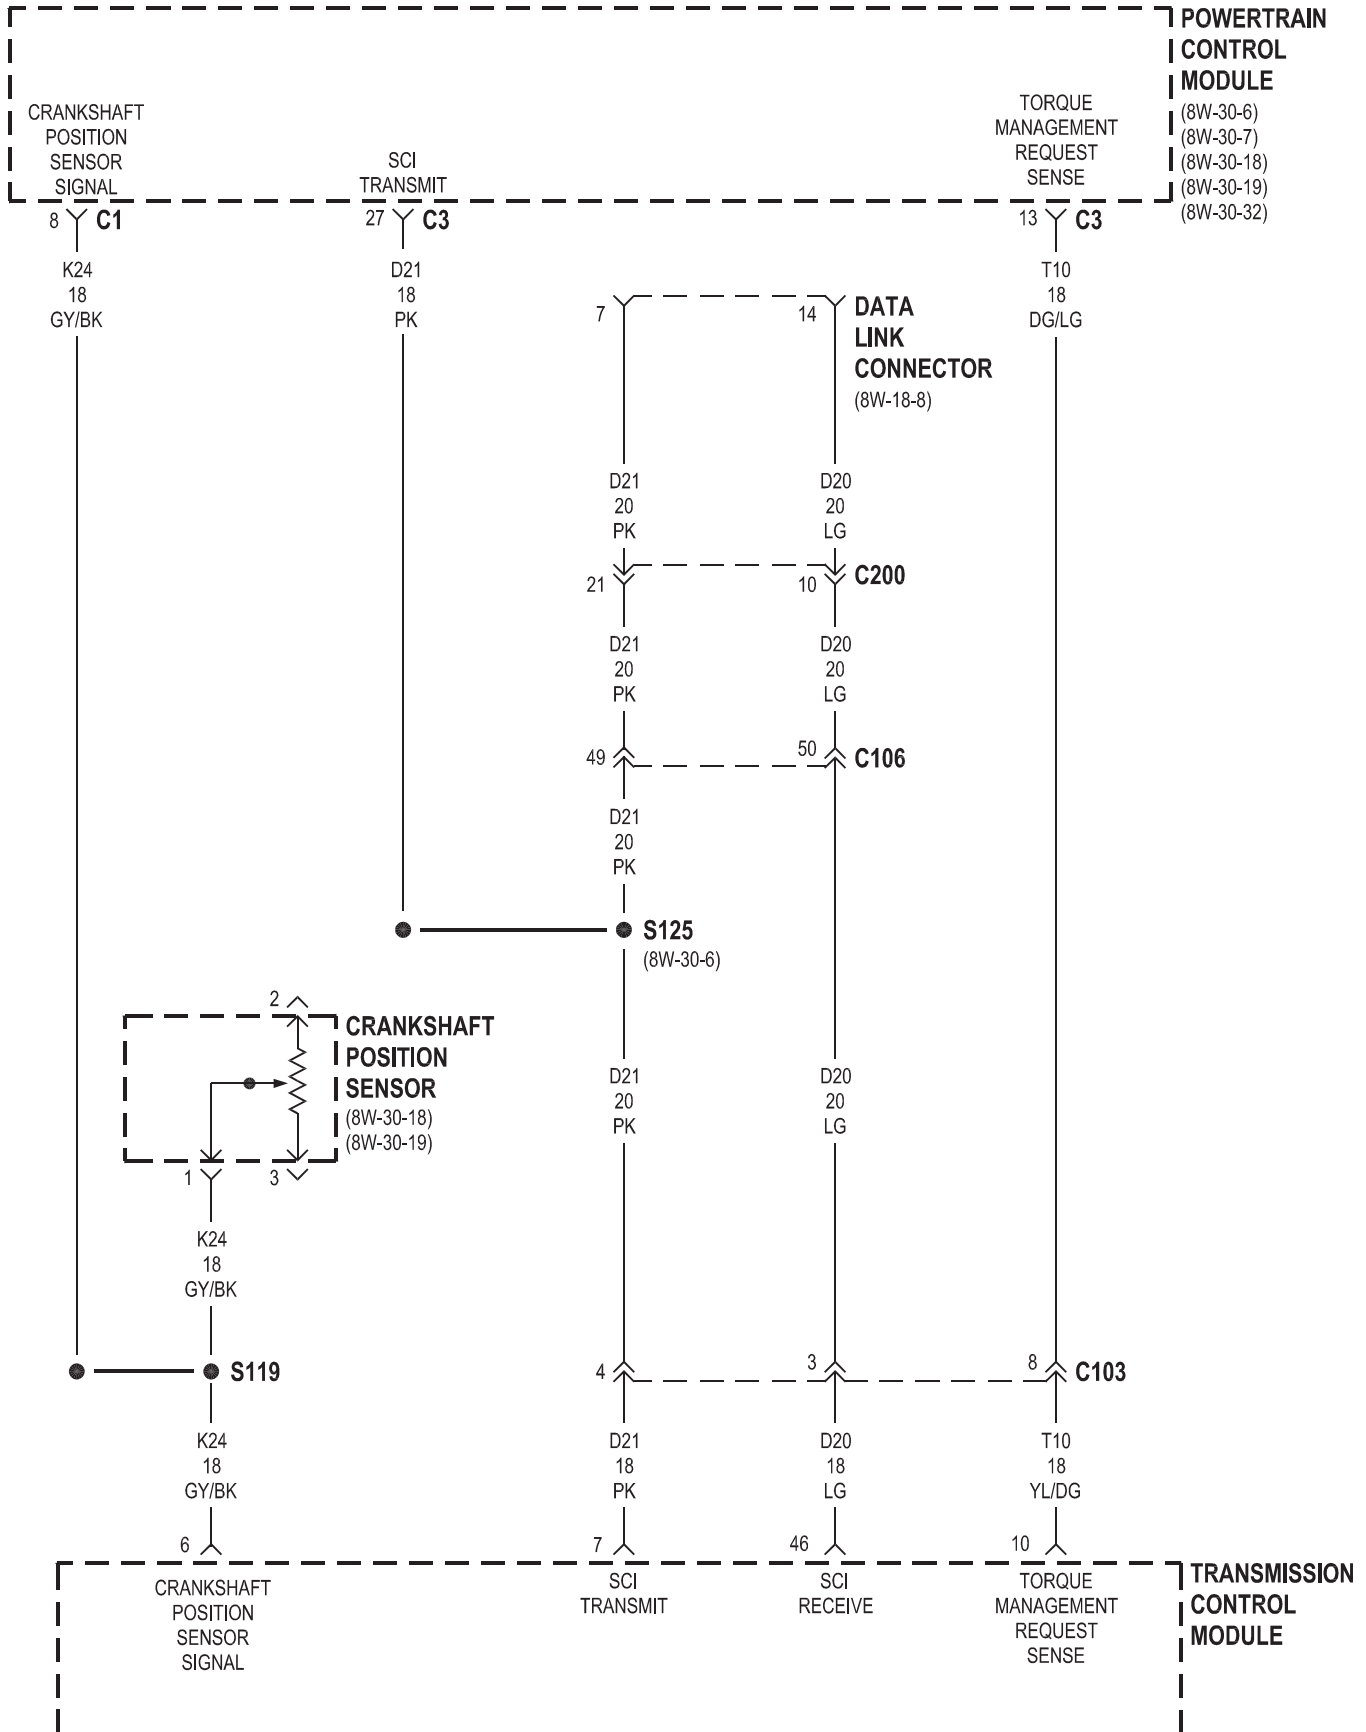 POWERTRAIN
CONTROL
MODULE
(8W-30-6)
(8W-30-7)
(8W-30-18)
(8W-30-19)
(8W-30-32)
CRANKSHAFT
POSITION
SENSOR
SIGNAL
SCI
TRANSMIT
TORQUE
MANAGEMENT
REQUEST
SENSE
8 C1
27 C3
13 C3
K24
18
GY/BK
D21
18
PK
T10
18
DG/LG
7
14
DATA
LINK
CONNECTOR
(8W-18-8)
D21
20
PK
D20
20
LG
21
10
C200
D21
20
PK
D20
20
LG
49
50
C106
D21
20
PK
S125
(8W-30-6)
2
CRANKSHAFT
POSITION
SENSOR
(8W-30-18)
(8W-30-19)
1
3
D21
20
PK
D20
20
LG
K24
18
GY/BK
S119
4
3
8
C103
K24
18
GY/BK
D21
18
PK
D20
18
LG
T10
18
YL/DG
6
7
46
10
CRANKSHAFT
POSITION
SENSOR
SIGNAL
SCI
TRANSMIT
SCI
RECEIVE
TORQUE
MANAGEMENT
REQUEST
SENSE
TRANSMISSION
CONTROL
MODULE